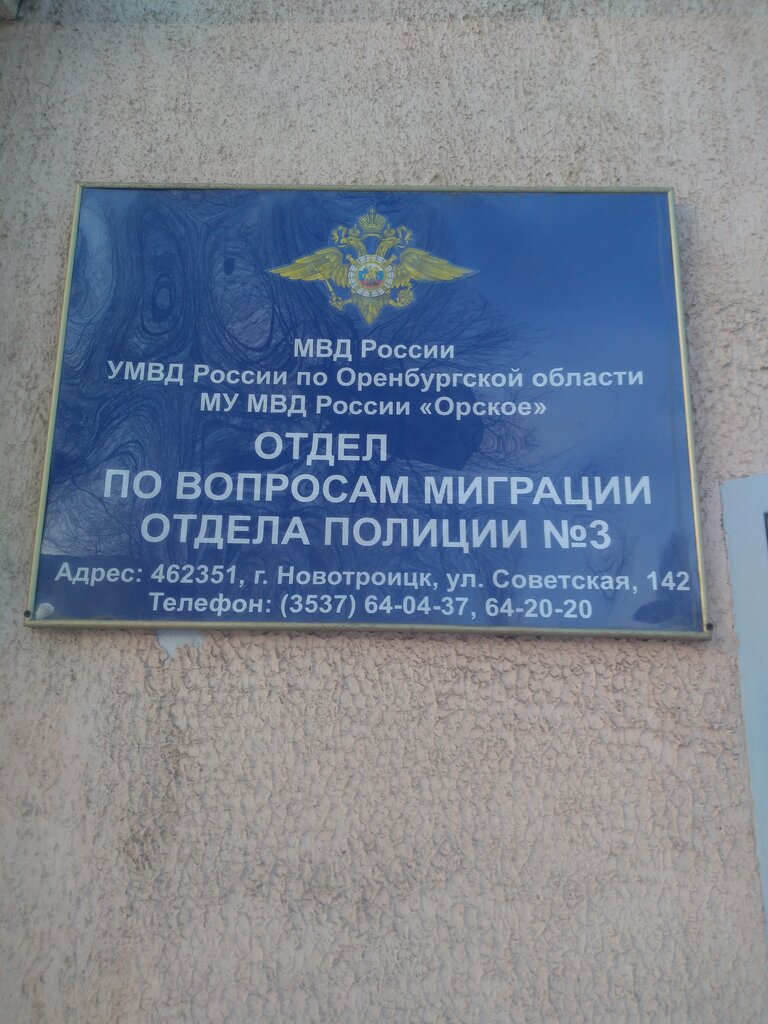 МВД России
УМВД России по Оренбургской области
МУ МВД России «Орское»
ОТДЕЛ
ПО ВОПРОСАМ МИГРАЦИИ
ОТДЕЛА ПОЛИЦИИ №3
Адрес: 462351, г. Новотроицк, ул. Советская, 142
Телефон: (3537) 64-04-37, 64-20-20